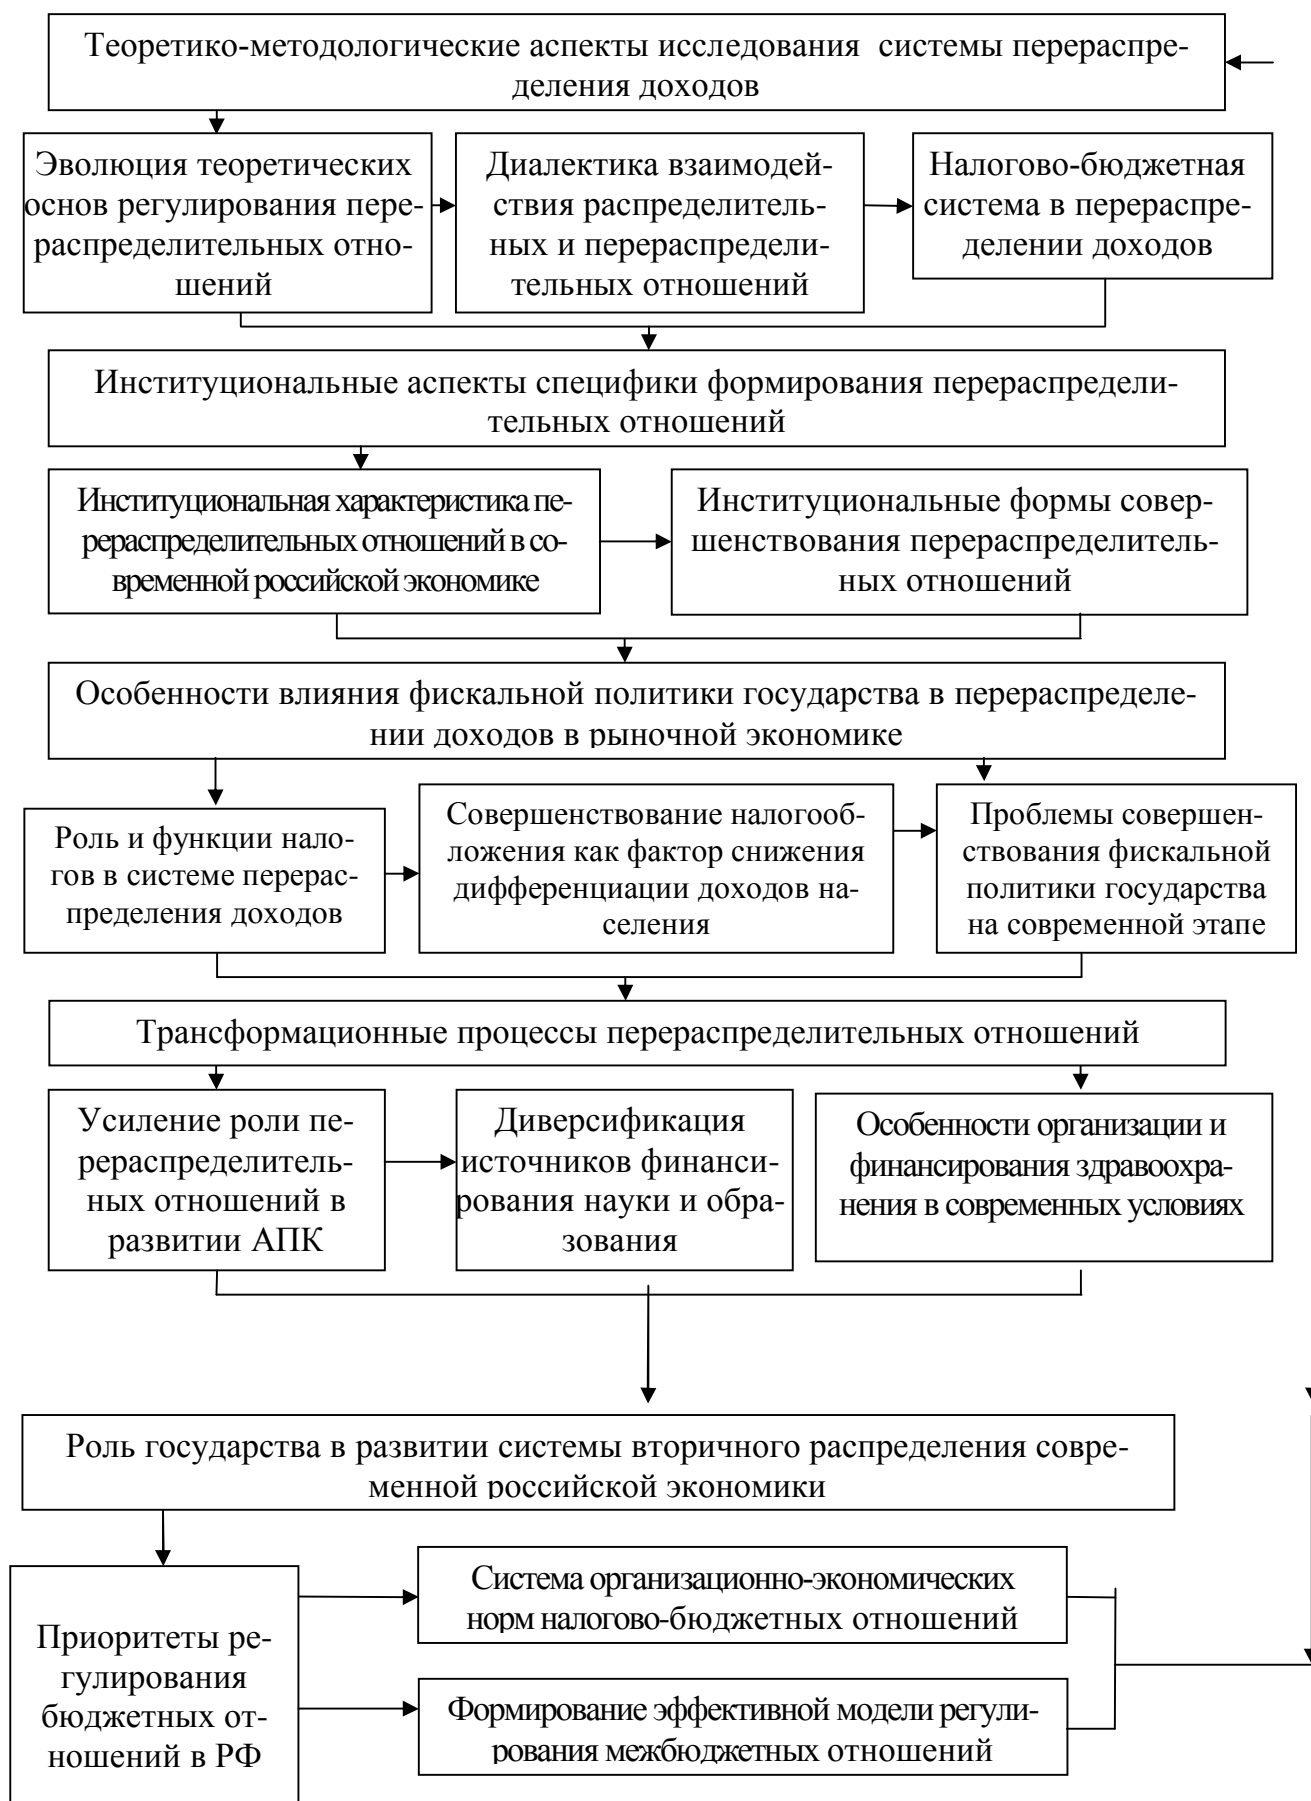 Теоретико-методологические аспекты исследования системы перераспре-
деления доходов
Эволюция теоретических
основ регулирования пере-
распределительных отно-
шений
Диалектика взаимодей-
ствия распределитель-
ных и перераспредели-
тельных отношений
Налогово-бюджетная
система в перераспре-
делении доходов
Институциональные аспекты специфики формирования перераспредели-
тельных отношений
Институциональная характеристика пе-
рераспределительных отношений в со-
временной российской экономике
Институциональные формы совер-
шенствования перераспределитель-
ных отношений
Особенности влияния фискальной политики государства в перераспределе-
нии доходов в рыночной экономике
Роль и функции нало-
гов в системе перерас-
пределения доходов
Совершенствование налогооб-
ложения как фактор снижения
дифференциации доходов на-
селения
Проблемы совершен-
ствования фискальной
политики государства
на современной этапе
Трансформационные процессы перераспределительных отношений
Усиление роли пе-
рераспределитель-
ных отношений в
развитии АПК
Диверсификация
источников финанси-
рования науки и обра-
зования
Особенности организации и
финансирования здравоохра-
нения в современных условиях
Роль государства в развитии системы вторичного распределения совре-
менной российской экономики
Приоритеты ре-
гулирования
бюджетных от-
ношений в РФ
Система организационно-экономических
норм налогово-бюджетных отношений
Формирование эффективной модели регули-
рования межбюджетных отношений